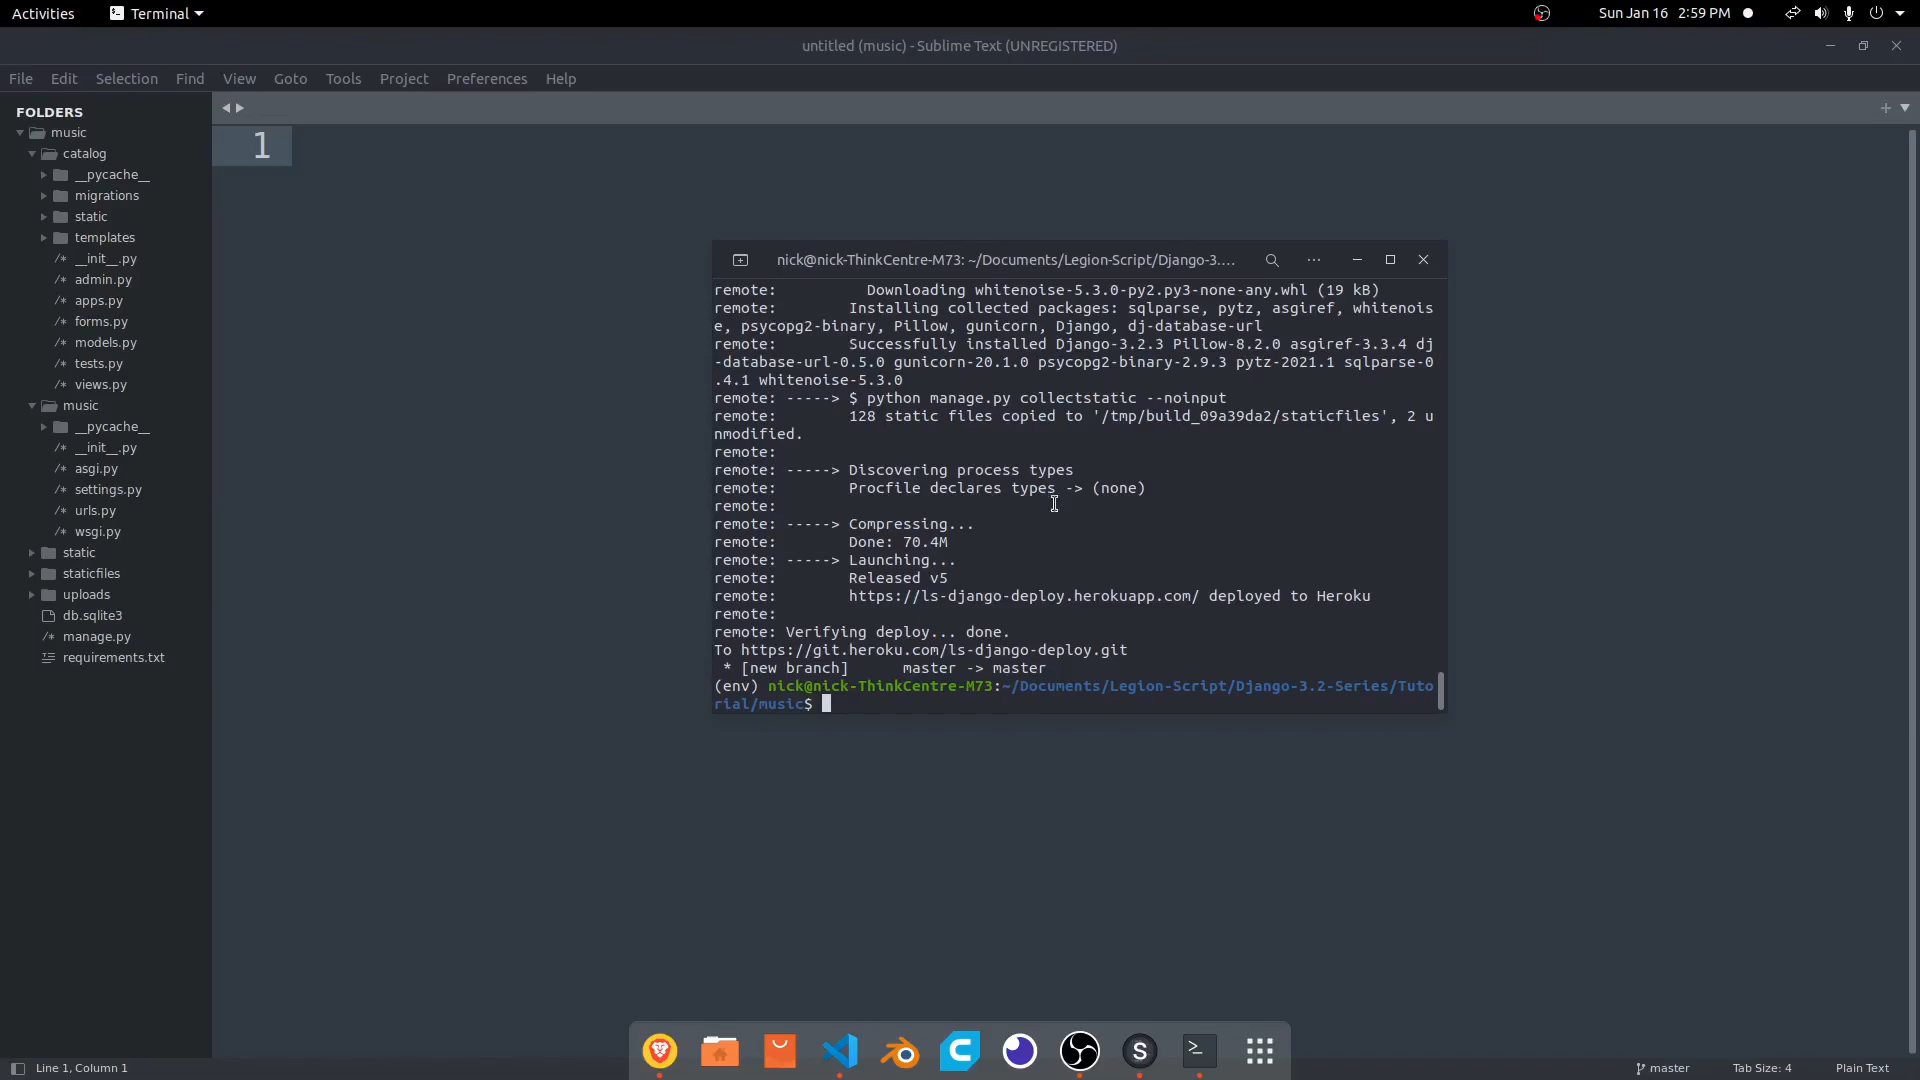 Activities
Terminal
Sun Jan 16 2:59 PM
untitled (music) - Sublime Text (UNREGISTERED)
File Edit Selection Find View Goto Tools Project Preferences Help
FOLDERS
music
catalog
__pycache__
migrations
static
templates
/* __init__.py
/* admin.py
/* apps.py
/* forms.py
/* models.py
/* tests.py
/* views.py
music
__pycache__
/* __init__.py
/* asgi.py
/* settings.py
/* urls.py
/* wsgi.py
static
staticfiles
uploads
db.sqlite3
/* manage.py
requirements.txt
1
nick@nick-ThinkCentre-M73: ~/Documents/Legion-Script/Django-3....
remote:          Downloading whitenoise-5.3.0-py2.py3-none-any.whl (19 kB)
remote:        Installing collected packages: sqlparse, pytz, asgiref, whitenois
e, psycopg2-binary, Pillow, gunicorn, Django, dj-database-url
remote:        Successfully installed Django-3.2.3 Pillow-8.2.0 asgiref-3.3.4 dj
-database-url-0.5.0 gunicorn-20.1.0 psycopg2-binary-2.9.3 pytz-2021.1 sqlparse-0
.4.1 whitenoise-5.3.0
remote: -----> $ python manage.py collectstatic --noinput
remote:        128 static files copied to '/tmp/build_09a39da2/staticfiles', 2 u
nmodified.
remote:
remote: -----> Discovering process types
remote:        Procfile declares types -> (none)
remote:
remote: -----> Compressing...
remote:        Done: 70.4M
remote: -----> Launching...
remote:        Released v5
remote:        https://ls-django-deploy.herokuapp.com/ deployed to Heroku
remote:
remote: Verifying deploy... done.
To https://git.heroku.com/ls-django-deploy.git
 * [new branch]      master -> master
(env) nick@nick-ThinkCentre-M73:~/Documents/Legion-Script/Django-3.2-Series/Tuto
rial/music$
Line 1, Column 1
master
Tab Size: 4
Plain Text